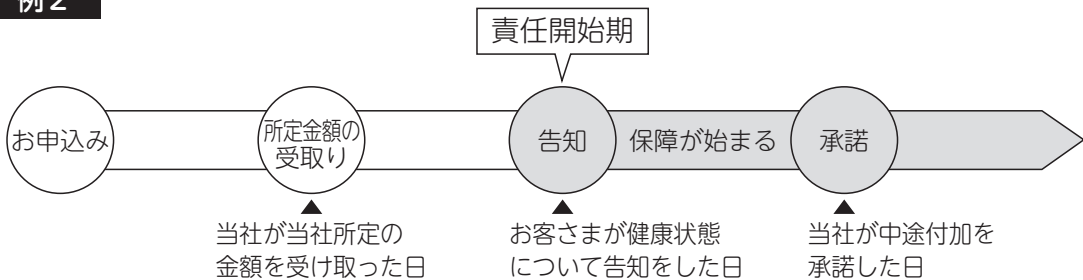 例2
責任開始期
お申込み
所定金額の
受取り
告知
保障が始まる
承諾
当社が当社所定の
金額を受け取った日
お客さまが健康状態
について告知をした日
当社が中途付加を
承諾した日